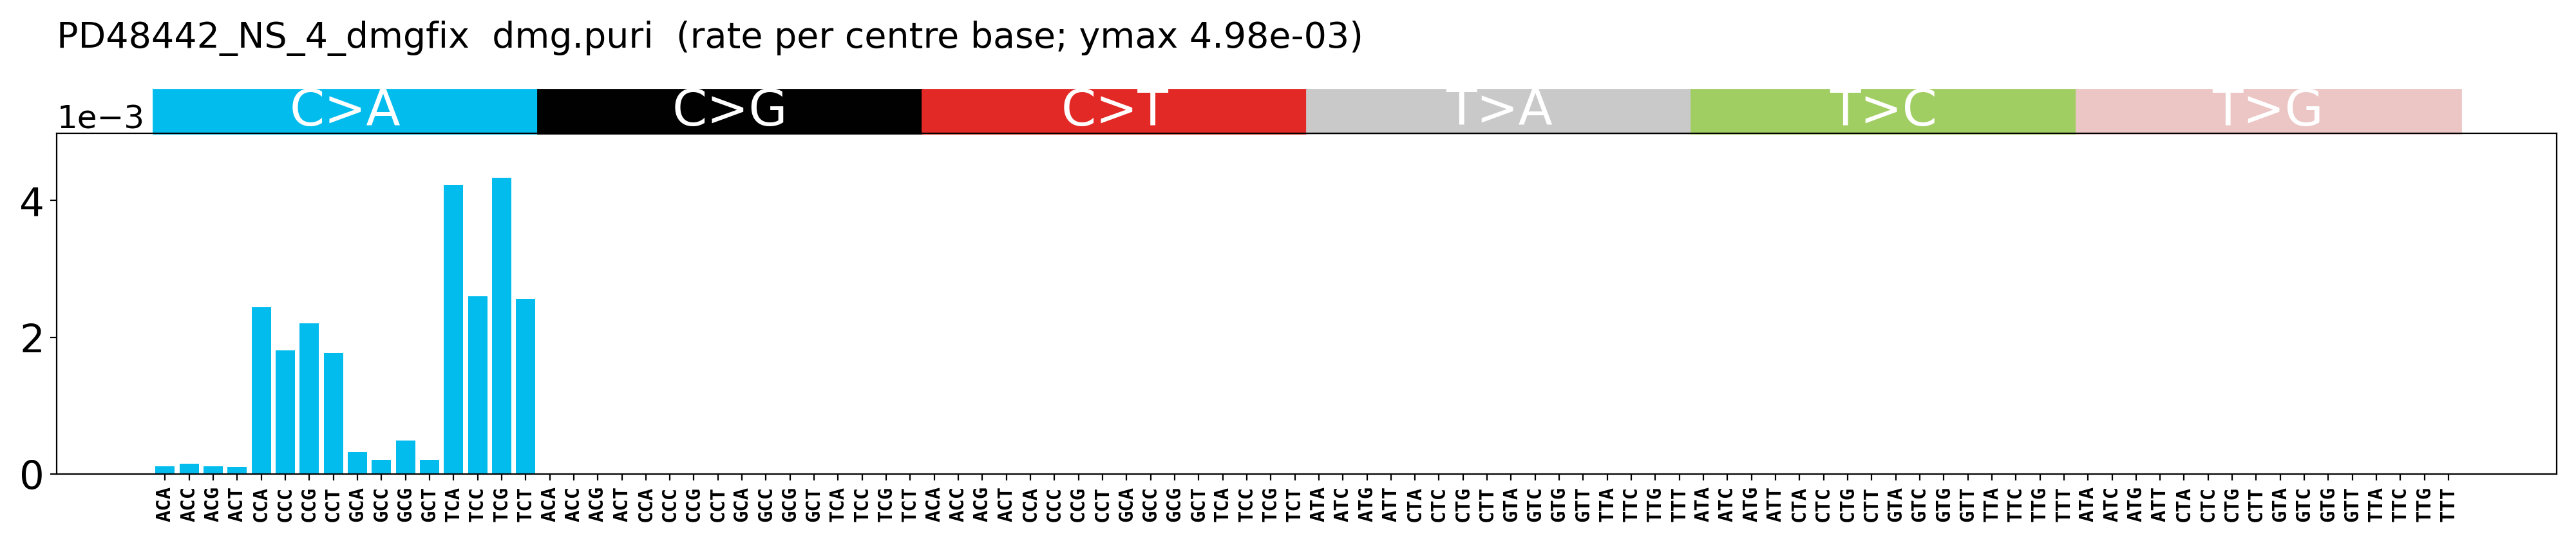 PD48442_NS_4_dmgfix  dmg.puri  (rate per centre base; ymax 4.98e-03)
C>A C>G C>T T>A T>C T>G
1e−3
4
2
0
ACA ACC ACG ACT CCA CCC CCG CCT GCA GCC GCG GCT TCA TCC TCG TCT ACA ACC ACG ACT CCA CCC CCG CCT GCA GCC GCG GCT TCA TCC TCG TCT ACA ACC ACG ACT CCA CCC CCG CCT GCA GCC GCG GCT TCA TCC TCG TCT ATA ATC ATG ATT CTA CTC CTG CTT GTA GTC GTG GTT TTA TTC TTG TTT ATA ATC ATG ATT CTA CTC CTG CTT GTA GTC GTG GTT TTA TTC TTG TTT ATA ATC ATG ATT CTA CTC CTG CTT GTA GTC GTG GTT TTA TTC TTG TTT